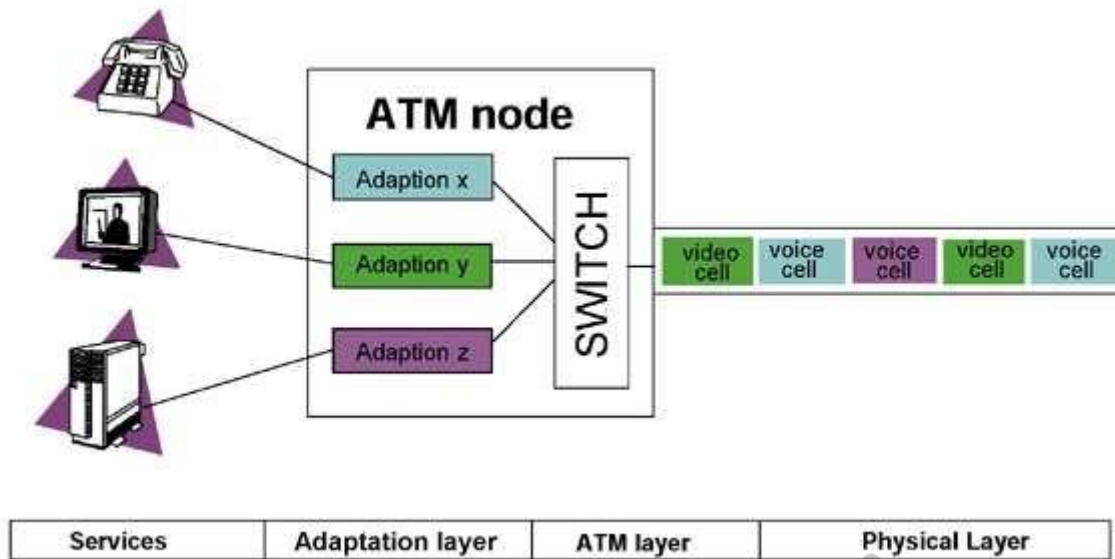 ATM node
Adaption x
Adaption y
Adaption z
SWITCH
video cell
voice cell
voice cell
video cell
voice cell
Services
Adaptation layer
ATM layer
Physical Layer